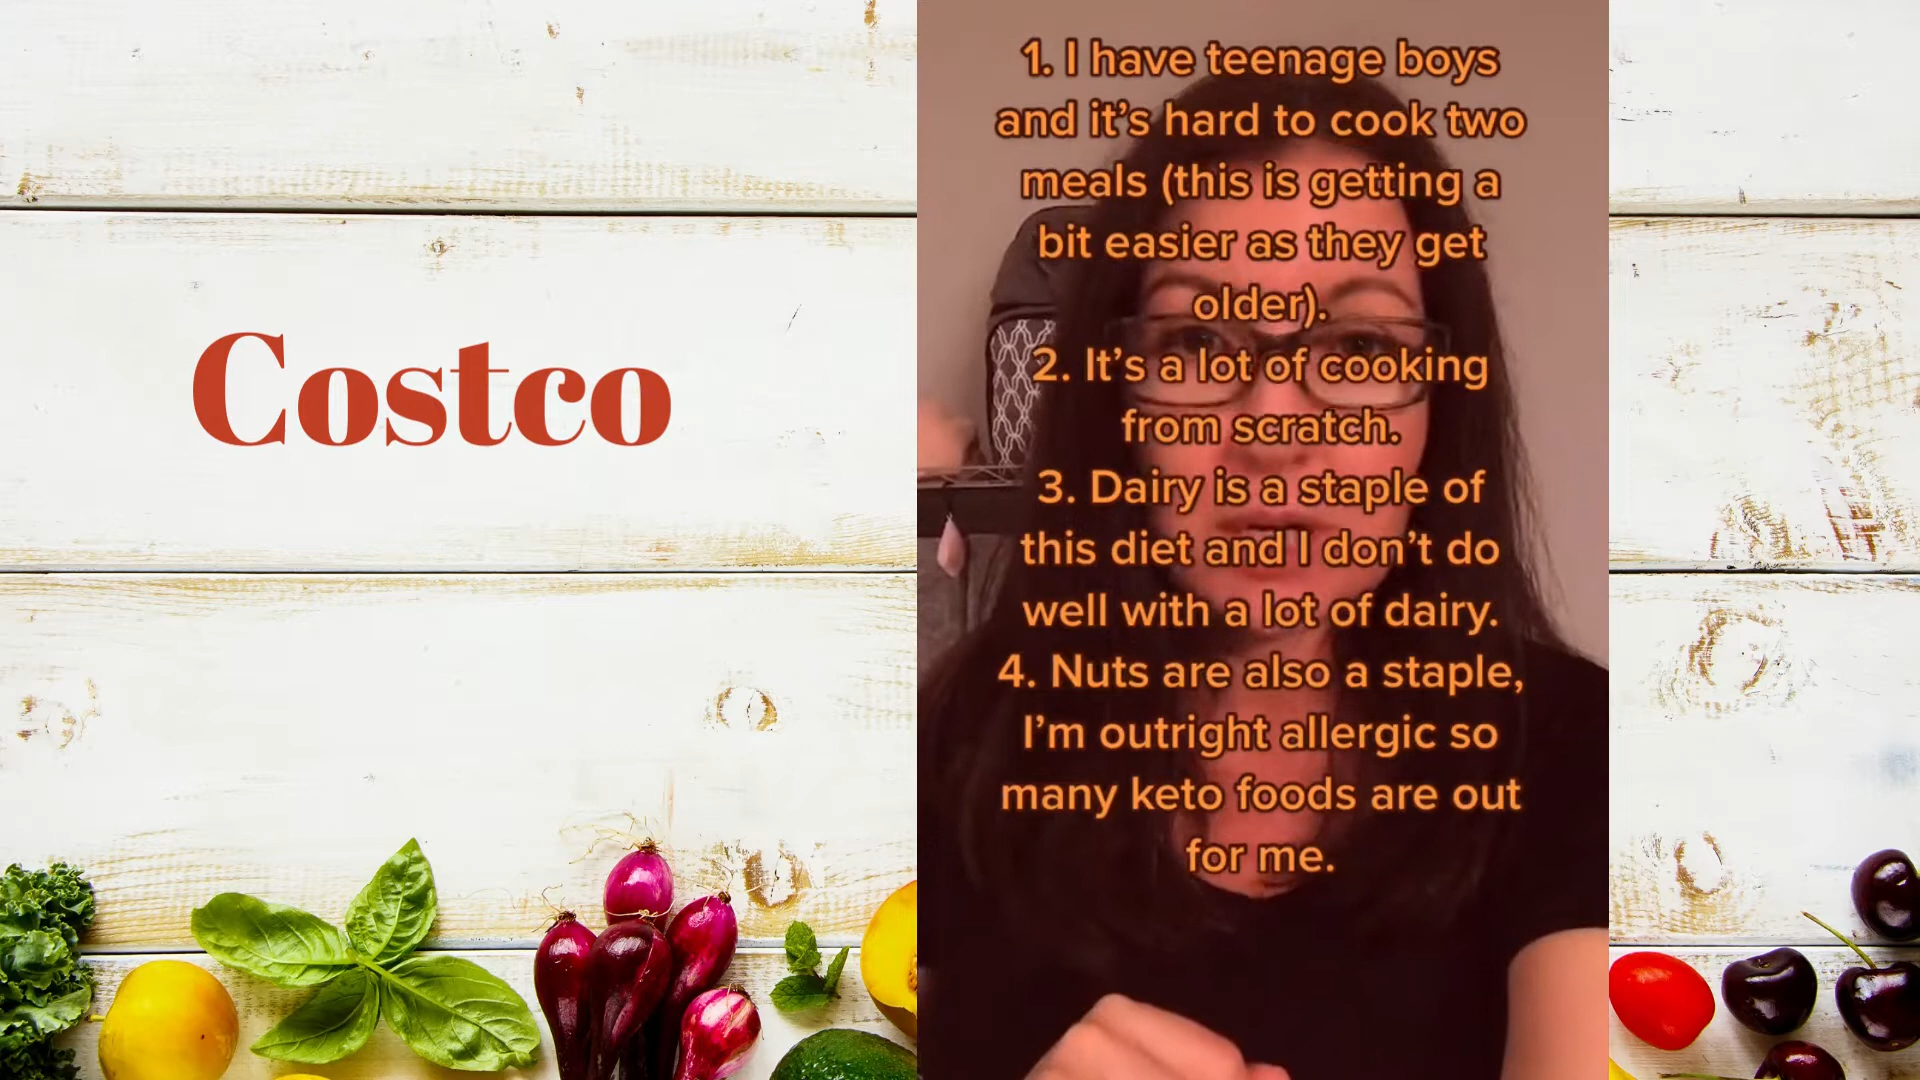 Costco
1. I have teenage boys
and it's hard to cook two
meals (this is getting a
bit easier as they get
older).
2. It's a lot of cooking
from scratch.
3. Dairy is a staple of
this diet and I don't do
well with a lot of dairy.
4. Nuts are also a staple,
I'm outright allergic so
many keto foods are out
for me.